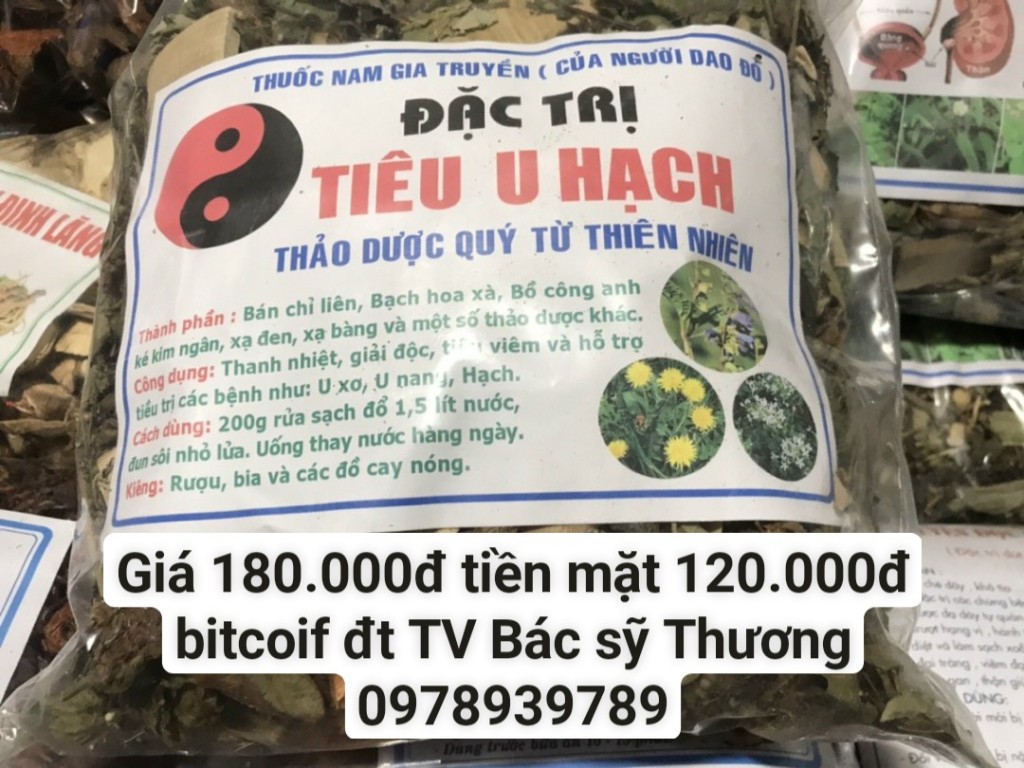 THUỐC NAM GIA TRUYỀN ( CỦA NGƯỜI DAO ĐỎ )
ĐẶC TRỊ
TIÊU U HẠCH
THẢO DƯỢC QUÝ TỪ THIÊN NHIÊN
Thành phần : Bán chỉ liên, Bạch hoa xà, Bồ công anh
ké kim ngân, xạ đen, xạ bàng và một số thảo dược khác.
Công dụng: Thanh nhiệt, giải độc, tiêu viêm và hỗ trợ
tiều trị các bệnh như: U xơ, U nang, Hạch.
Cách dùng: 200g rửa sạch đổ 1,5 lít nước,
đun sôi nhỏ lửa. Uống thay nước hàng ngày.
Kiêng: Rượu, bia và các đồ cay nóng.
Giá 180.000đ tiền mặt 120.000đ
bitcoif đt TV Bác sỹ Thương
0978939789
ĐINH LĂNG
Thận
DÙNG: